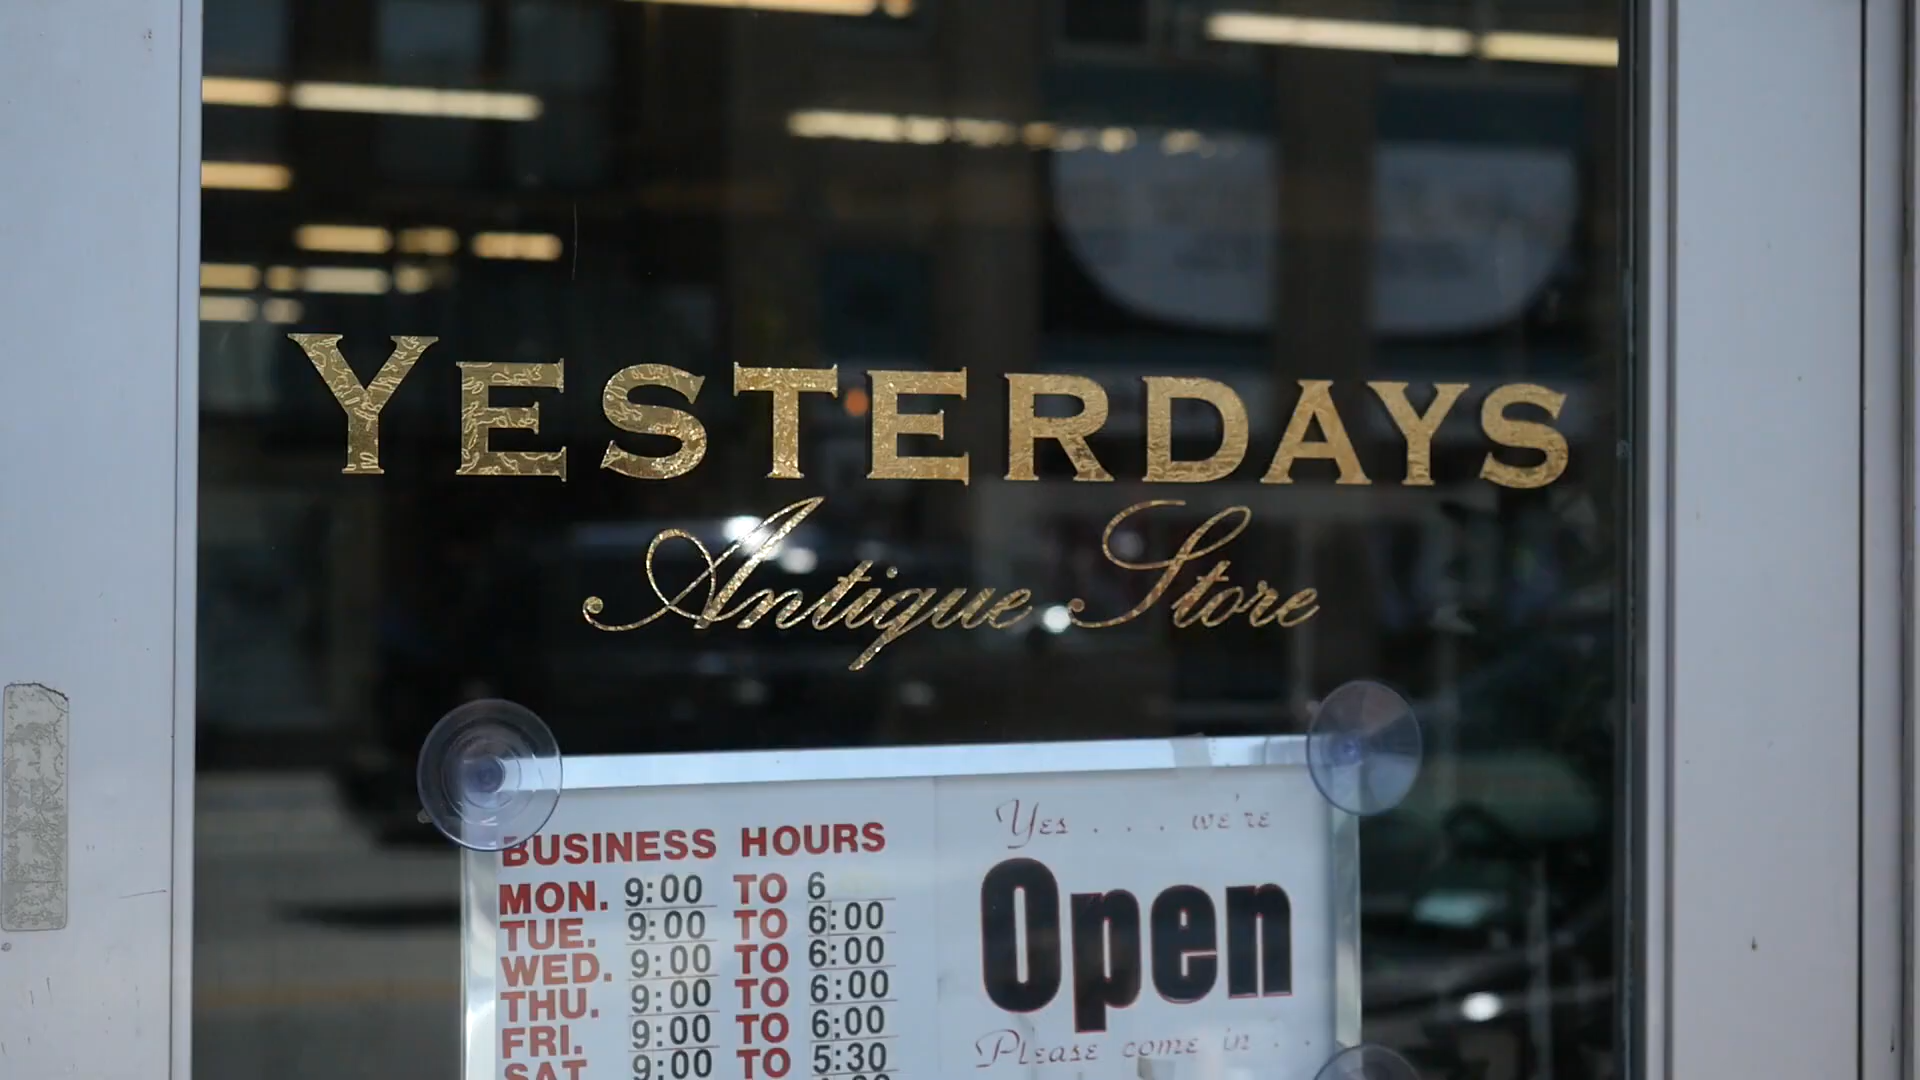 YESTERDAYS
Antique Store
BUSINESS HOURS
MON. 9:00 TO 6
TUE. 9:00 TO 6:00
WED. 9:00 TO 6:00
THU. 9:00 TO 6:00
FRI. 9:00 TO 6:00
SAT. 9:00 TO 5:30
Yes . . . we're
Open
Please come in . . .